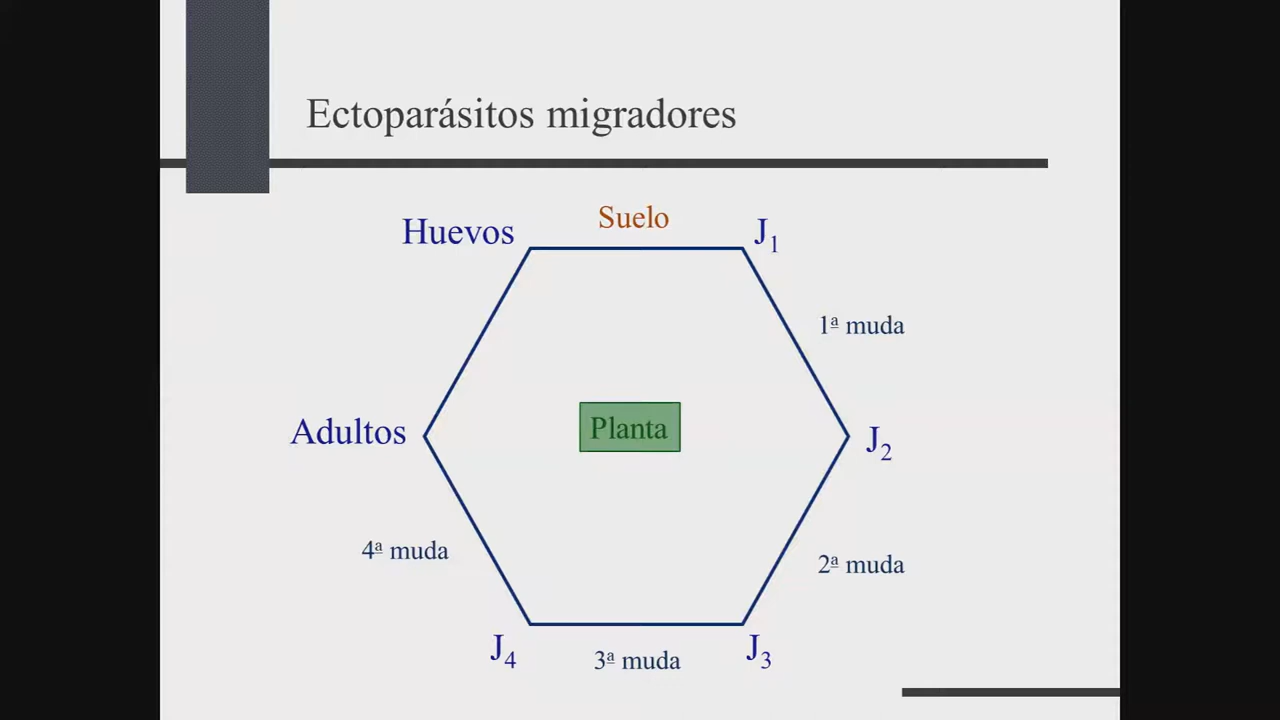 Ectoparásitos migradores
Suelo
Huevos
J₁
1ª muda
Planta
Adultos
J₂
4ª muda
2ª muda
J₄
3ª muda
J₃